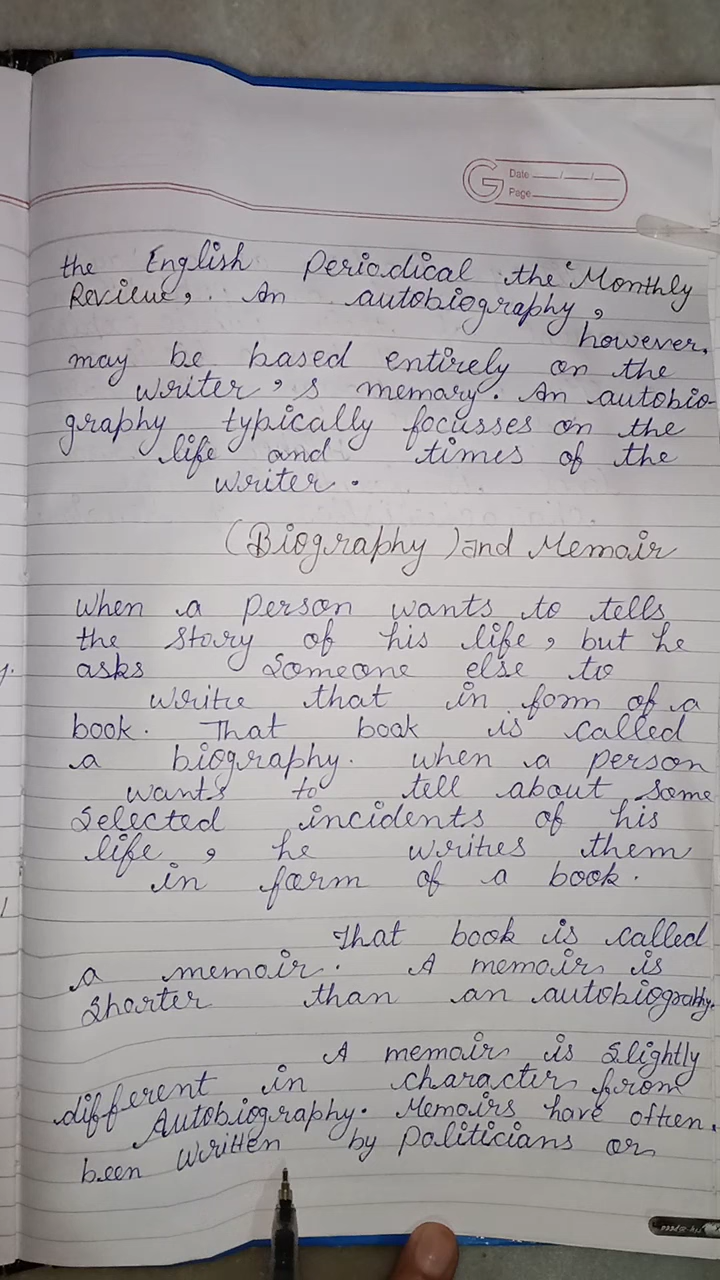 Date / /
Page
the English Periodical the "Monthly
Review,. An autobiography,
however,
may be based entirely on the
writer's memory. An autobio-
graphy typically focusses on the
life and times of the
writer.
(Biography) and Memoir
When a person wants to tells
the story of his life, but he
asks someone else to
write that in form of a
book. That book is called
a biography. when a person
wants to tell about some
selected incidents of his
life, he writes them
in form of a book.
That book is called
a memoir. A memoir is
Shorter than an autobiography.
A memoir is slightly
different in character from
Autobiography. Memoirs have often
been written by politicians or